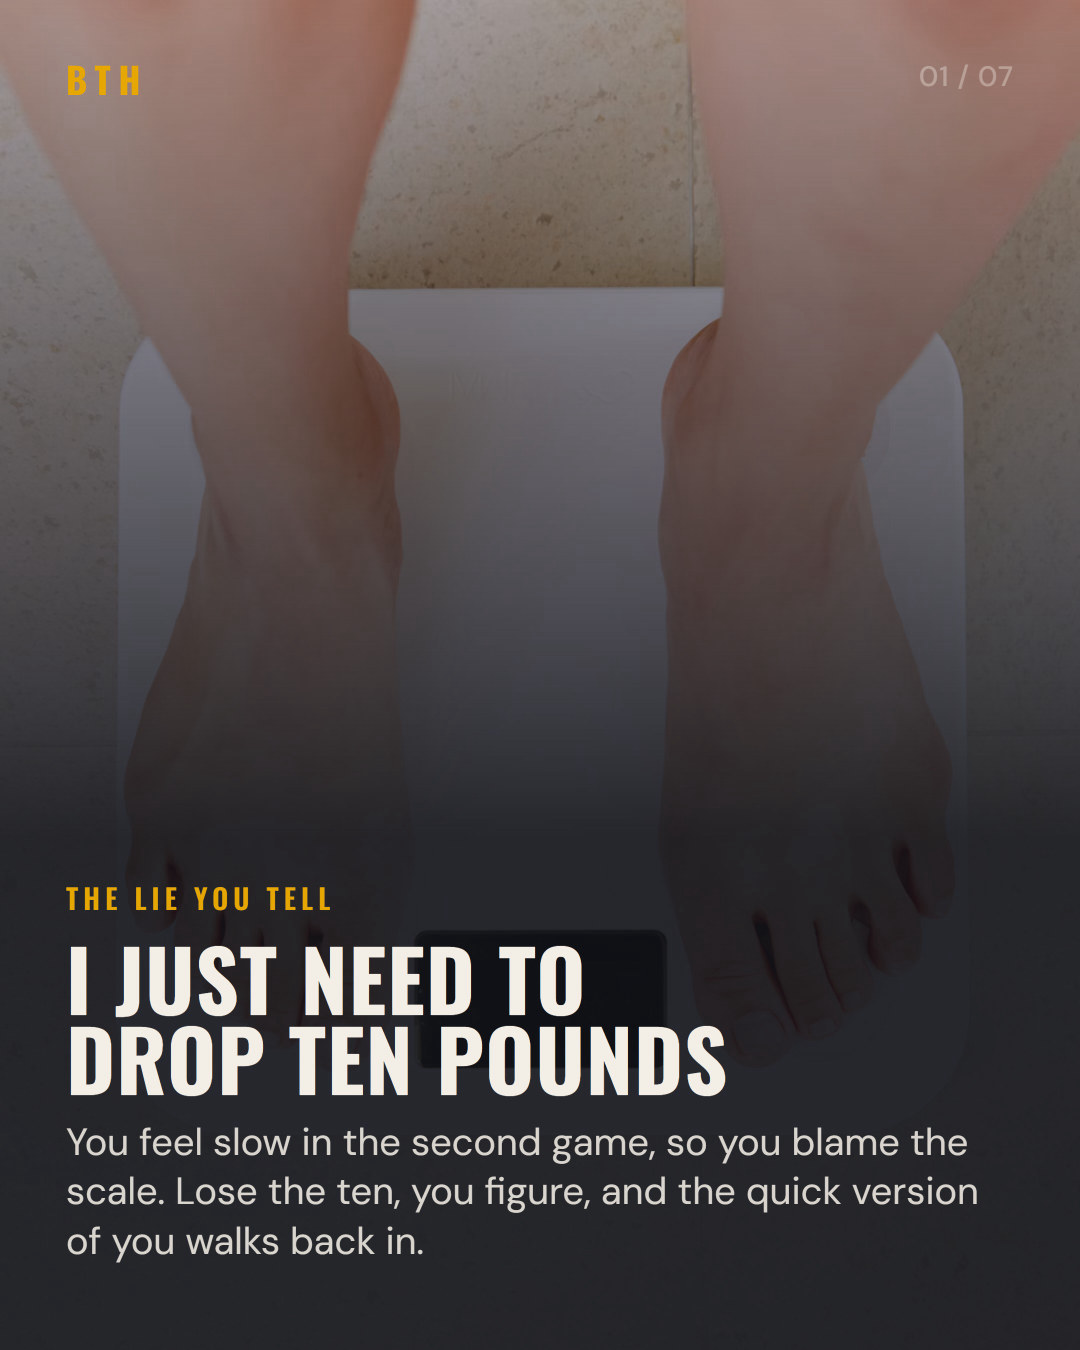 BTH
01 / 07
THE LIE YOU TELL
I JUST NEED TO
DROP TEN POUNDS
You feel slow in the second game, so you blame the
scale. Lose the ten, you figure, and the quick version
of you walks back in.